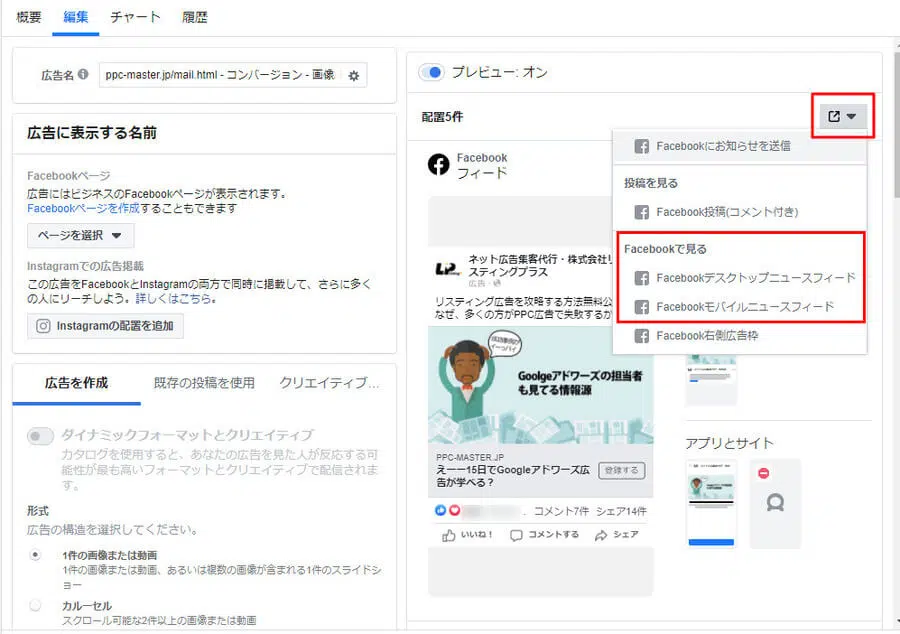 概要 編集 チャート 履歴
広告名 ppc-master.jp/mail.html - コンバージョン - 画像
広告に表示する名前
Facebookページ
広告にはビジネスのFacebookページが表示されます。
Facebookページを作成することもできます
ページを選択
Instagramでの広告掲載
この広告をFacebookとInstagramの両方で同時に掲載して、さらに多く
の人にリーチしよう。詳しくはこちら。
Instagramの配置を追加
広告を作成 既存の投稿を使用 クリエイティブ...
ダイナミックフォーマットとクリエイティブ
カタログを使用すると、あなたの広告を見た人が反応する可
能性が最も高いフォーマットとクリエイティブで配信されま
す。
形式
広告の構造を選択してください。
1件の画像または動画
1件の画像または動画、あるいは複数の画像が含まれる1件のスライドシ
ョー
カルーセル
スクロール可能な2件以上の画像または動画
プレビュー: オン
配置5件
Facebook
フィード
ネット広告集客代行・株式会社リ
スティングプラス
広告・
リスティング広告を攻略する方法無料公
なぜ、多くの方がPPC広告で失敗するか
成功事例が
イーっパイ
Goolgeアドワーズの担当者
も見てる情報源
PPC-MASTER.JP
えーー15日でGoogleアドワーズ広
告が学べる?
登録する
コメント7件 シェア14件
いいね! コメントする シェア
Facebookにお知らせを送信
投稿を見る
Facebook投稿(コメント付き)
Facebookで見る
Facebookデスクトップニュースフィード
Facebookモバイルニュースフィード
Facebook右側広告枠
アプリとサイト